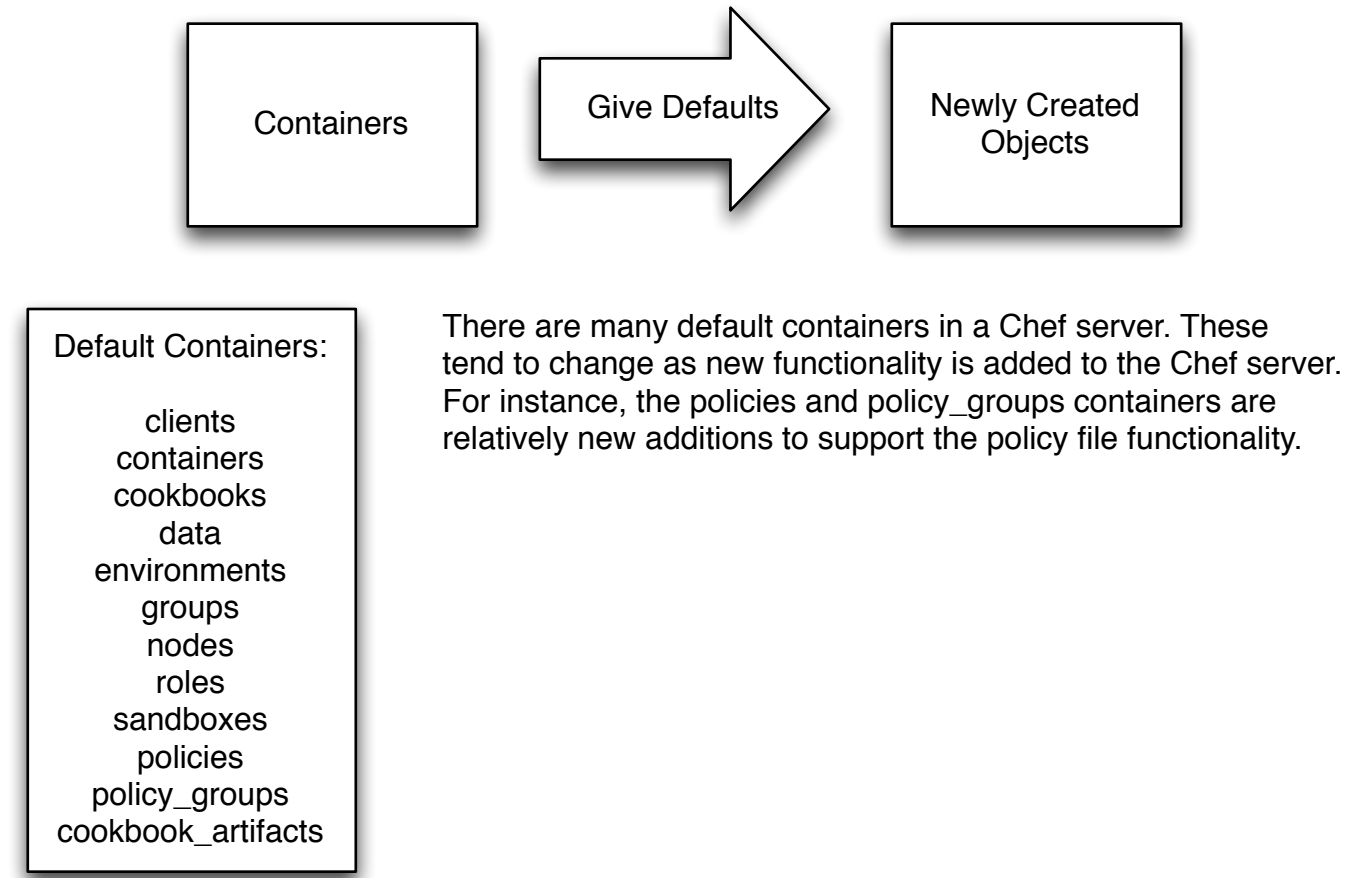 Containers
Give Defaults
Newly Created
Objects
Default Containers:
clients
containers
cookbooks
data
environments
groups
nodes
roles
sandboxes
policies
policy_groups
cookbook_artifacts
There are many default containers in a Chef server. These
tend to change as new functionality is added to the Chef server.
For instance, the policies and policy_groups containers are
relatively new additions to support the policy file functionality.